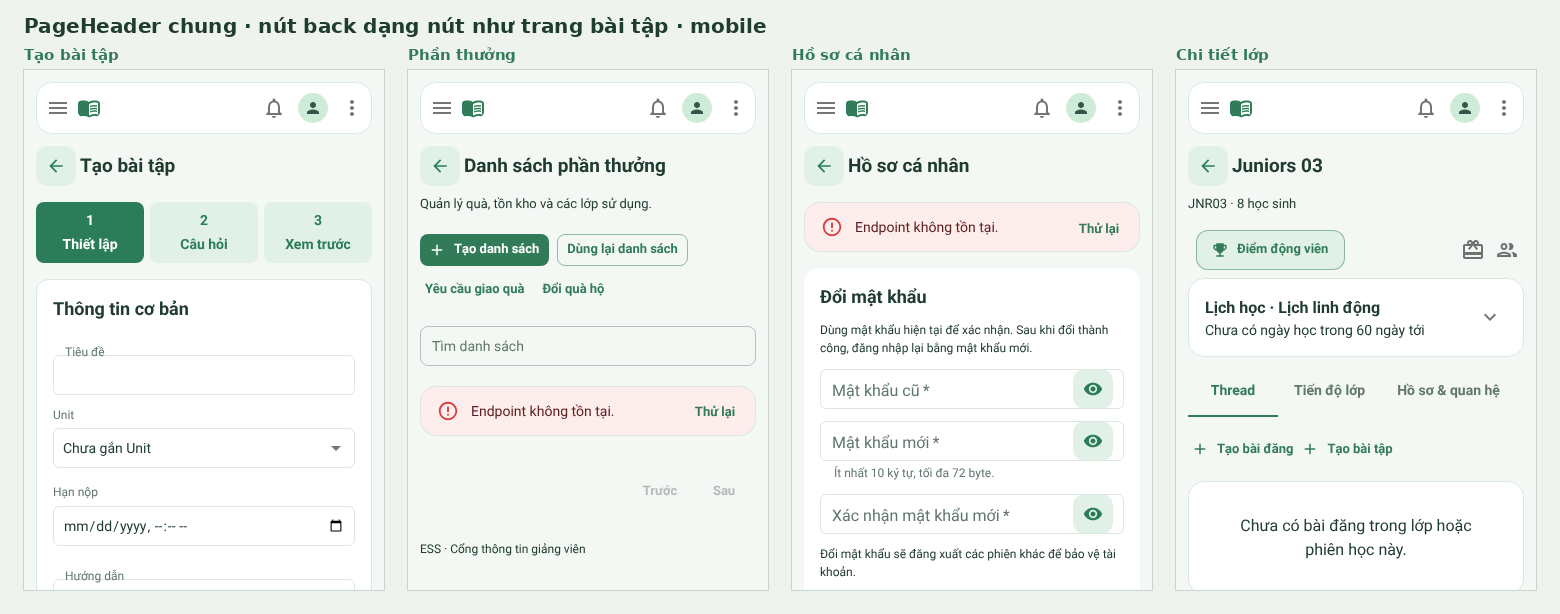 PageHeader chung · nút back dạng nút như trang bài tập · mobile
Tạo bài tập
Tạo bài tập
1
Thiết lập
2
Câu hỏi
3
Xem trước
Thông tin cơ bản
Tiêu đề
Unit
Chưa gắn Unit
Hạn nộp
mm/dd/yyyy, --:-- --
Hướng dẫn
Phần thưởng
Danh sách phần thưởng
Quản lý quà, tồn kho và các lớp sử dụng.
Tạo danh sách
Dùng lại danh sách
Yêu cầu giao quà
Đổi quà hộ
Tìm danh sách
Endpoint không tồn tại.
Thử lại
Trước
Sau
ESS · Cổng thông tin giảng viên
Hồ sơ cá nhân
Hồ sơ cá nhân
Endpoint không tồn tại.
Thử lại
Đổi mật khẩu
Dùng mật khẩu hiện tại để xác nhận. Sau khi đổi thành
công, đăng nhập lại bằng mật khẩu mới.
Mật khẩu cũ *
Mật khẩu mới *
Ít nhất 10 ký tự, tối đa 72 byte.
Xác nhận mật khẩu mới *
Đổi mật khẩu sẽ đăng xuất các phiên khác để bảo vệ tài
khoản.
Chi tiết lớp
Juniors 03
JNR03 · 8 học sinh
Điểm động viên
Lịch học · Lịch linh động
Chưa có ngày học trong 60 ngày tới
Thread
Tiến độ lớp
Hồ sơ & quan hệ
Tạo bài đăng
Tạo bài tập
Chưa có bài đăng trong lớp hoặc
phiên học này.